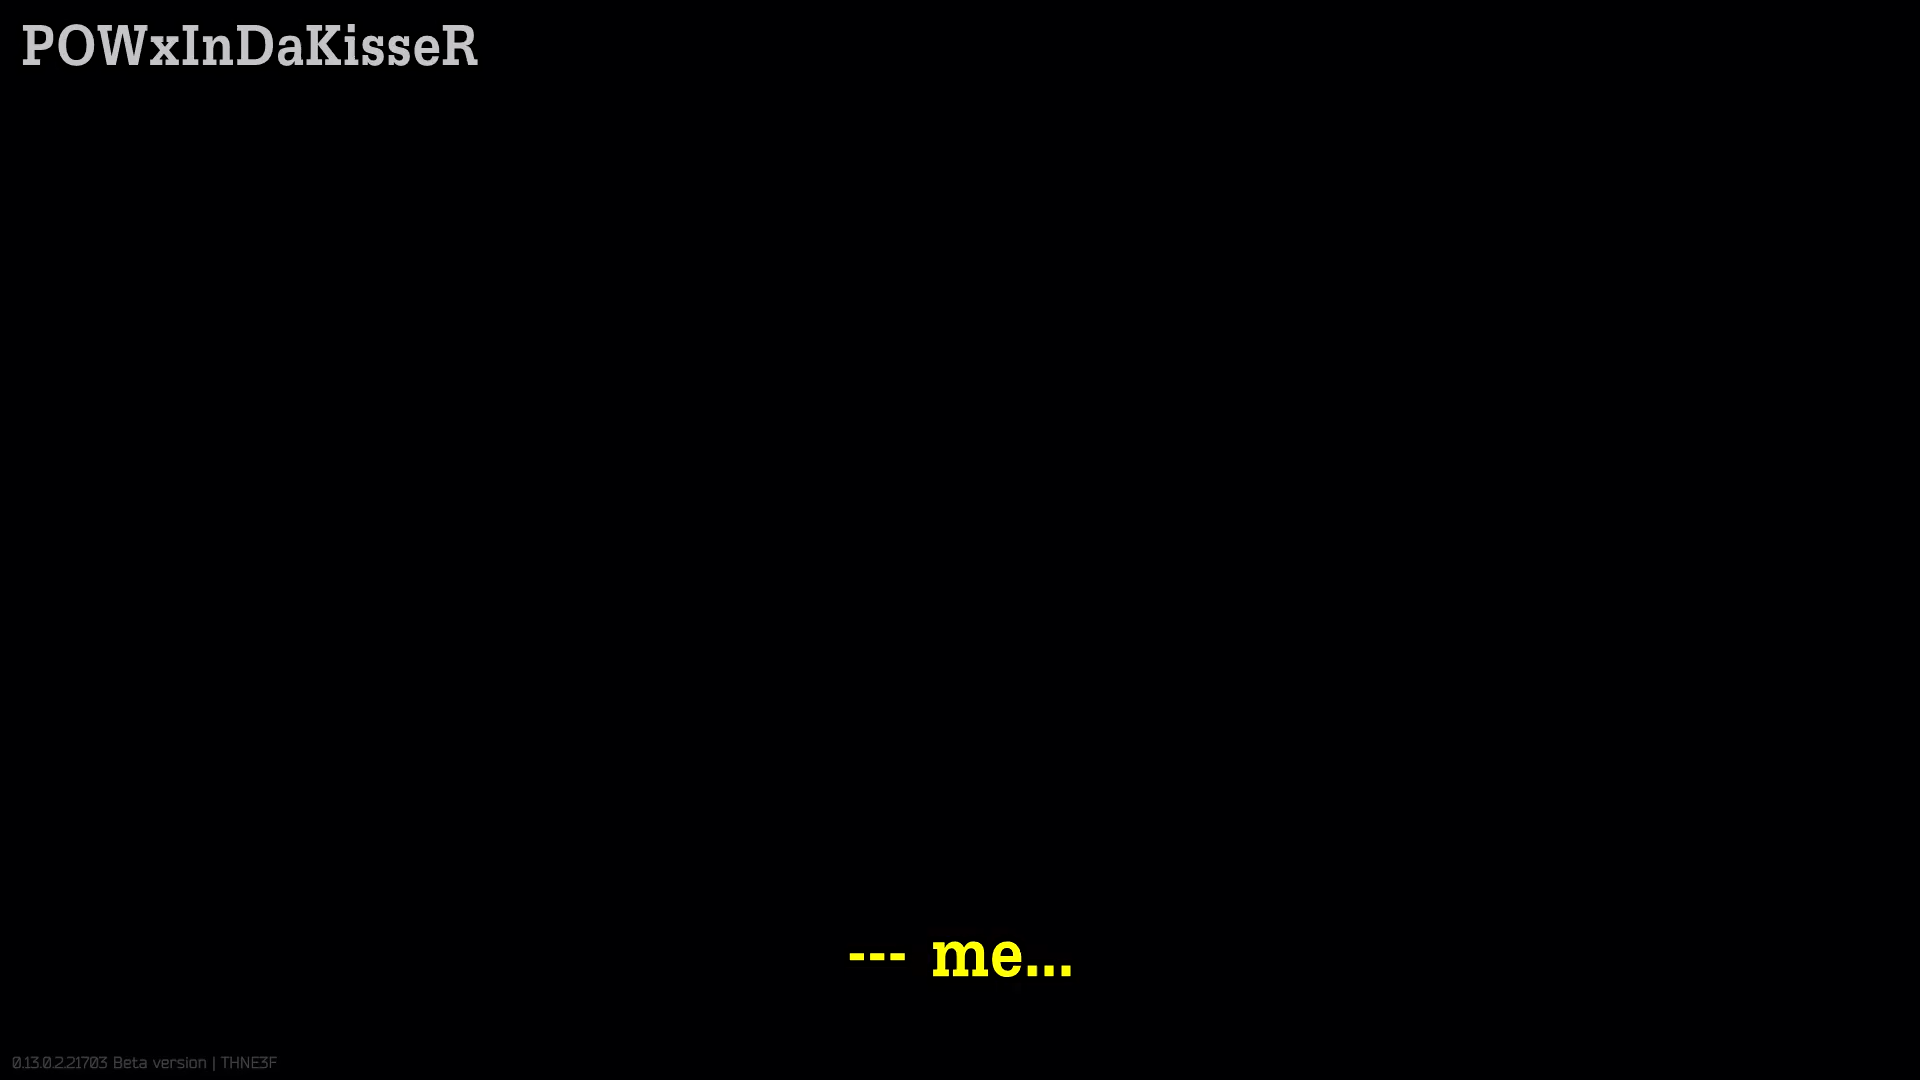 POWxInDaKisseR
--- me...
0.13.0.2.21703 Beta version | THNE3F